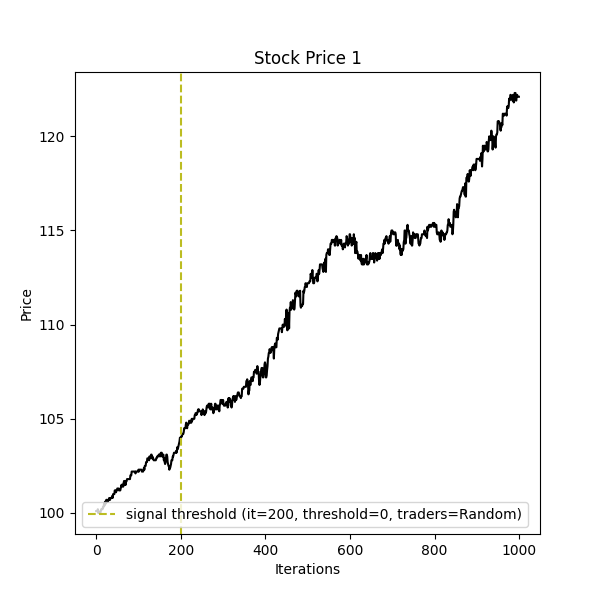 Stock Price 1
Price
120
115
110
105
100
signal threshold (it=200, threshold=0, traders=Random)
0 200 400 600 800 1000
Iterations